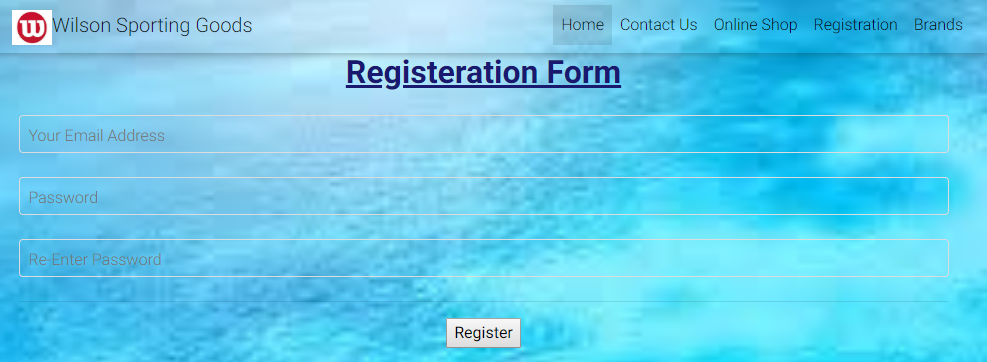 W Wilson Sporting Goods Home Contact Us Online Shop Registration Brands
Registeration Form
Your Email Address
Password
Re-Enter Password
Register